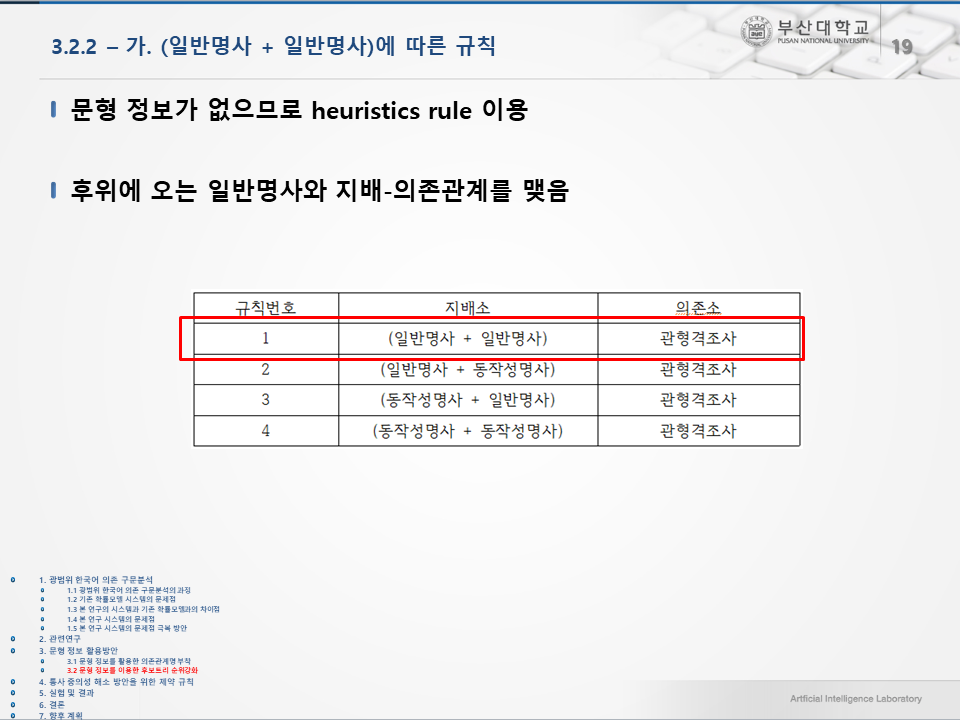 3.2.2 – 가. (일반명사 + 일반명사)에 따른 규칙
부산대학교
PUSAN NATIONAL UNIVERSITY
19
문형 정보가 없으므로 heuristics rule 이용
후위에 오는 일반명사와 지배-의존관계를 맺음
규칙번호 지배소 의존소
1 (일반명사 + 일반명사) 관형격조사
2 (일반명사 + 동작성명사) 관형격조사
3 (동작성명사 + 일반명사) 관형격조사
4 (동작성명사 + 동작성명사) 관형격조사
1. 광범위 한국어 의존 구문분석
1.1 광범위 한국어 의존 구문분석의 과정
1.2 기존 확률모델 시스템의 문제점
1.3 본 연구의 시스템과 기존 확률모델과의 차이점
1.4 본 연구 시스템의 문제점
1.5 본 연구 시스템의 문제점 극복 방안
2. 관련연구
3. 문형 정보 활용방안
3.1 문형 정보를 활용한 의존관계명 부착
3.2 문형 정보를 이용한 후보트리 순위강화
4. 통사 중의성 해소 방안을 위한 제약 규칙
5. 실험 및 결과
6. 결론
7. 향후 계획
Artficial Intelligence Laboratory